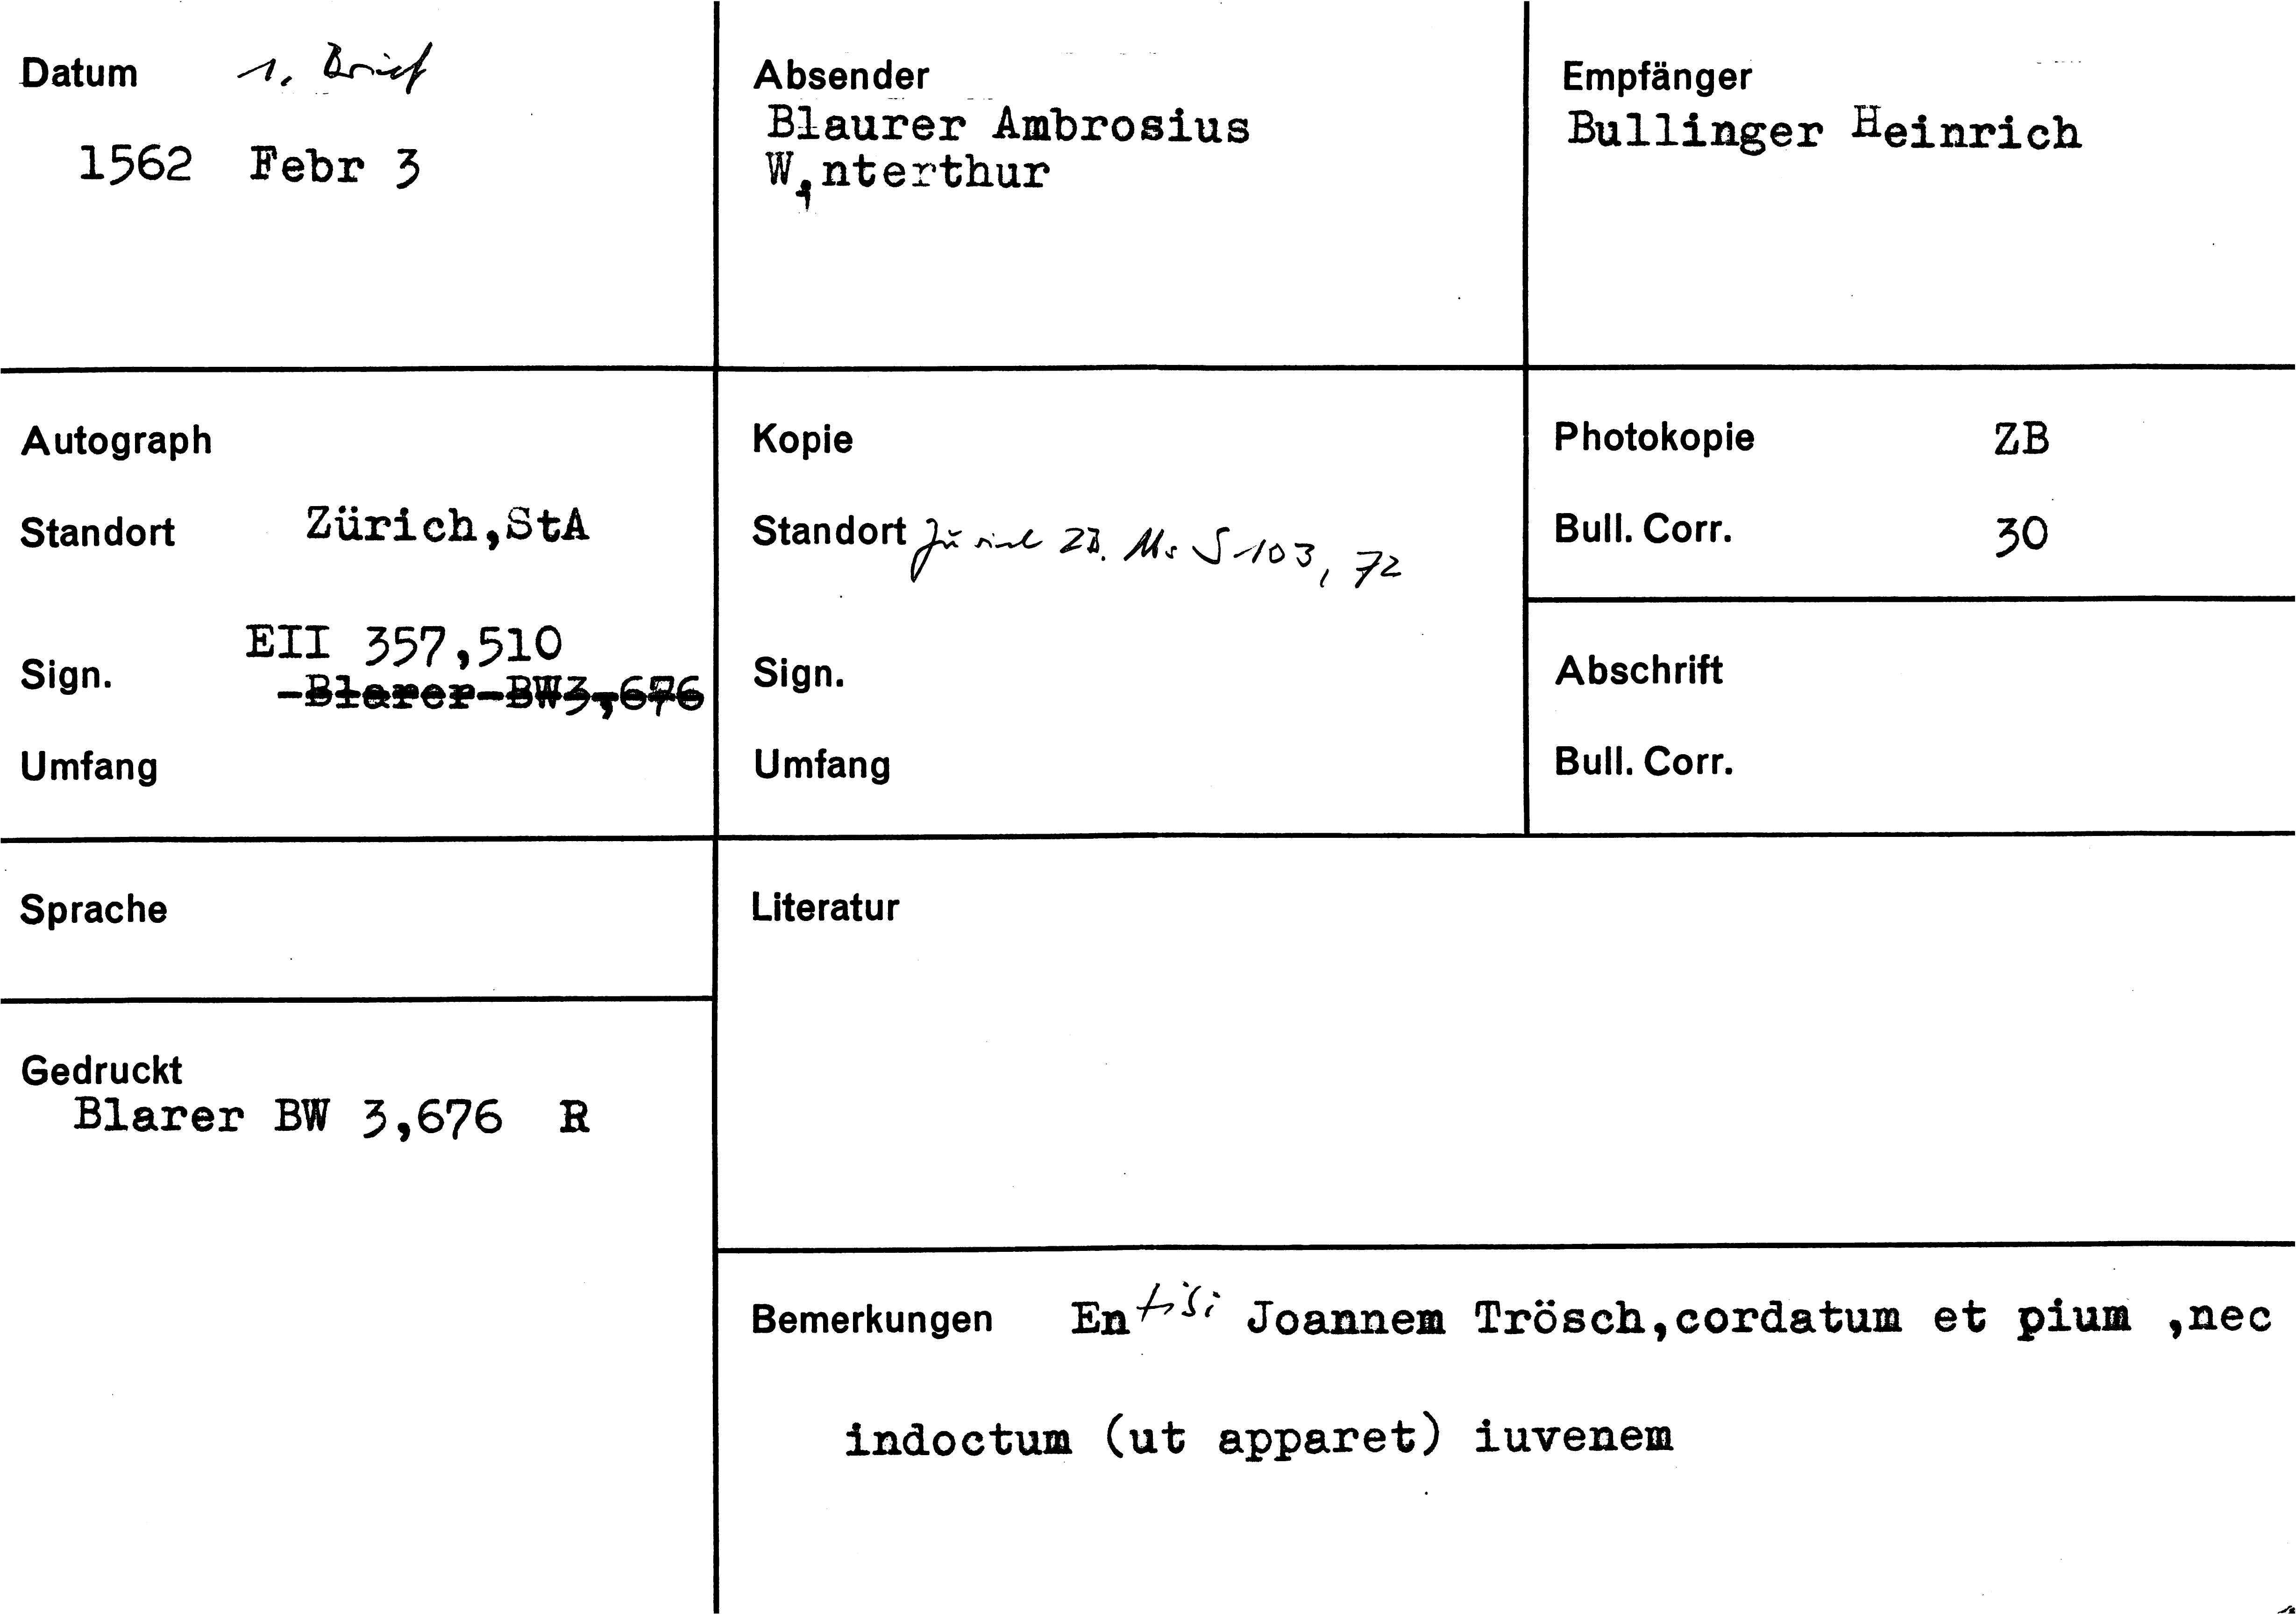 Datum 1. Brief
1562 Febr 3
Absender
Blaurer Ambrosius
Winterthur
Empfänger
Bullinger Heinrich
Autograph
Standort Zürich,StA
Sign. EII 357,510
-Blarer-BW3,676
Umfang
Kopie
Standort Zürich ZB. Ms S 103, 72
Sign.
Umfang
Photokopie ZB
Bull. Corr. 30
Abschrift
Bull. Corr.
Sprache
Literatur
Gedruckt
Blarer BW 3,676 R
Bemerkungen En tibi Joannem Trösch,cordatum et pium ,nec
indoctum (ut apparet) iuvenem